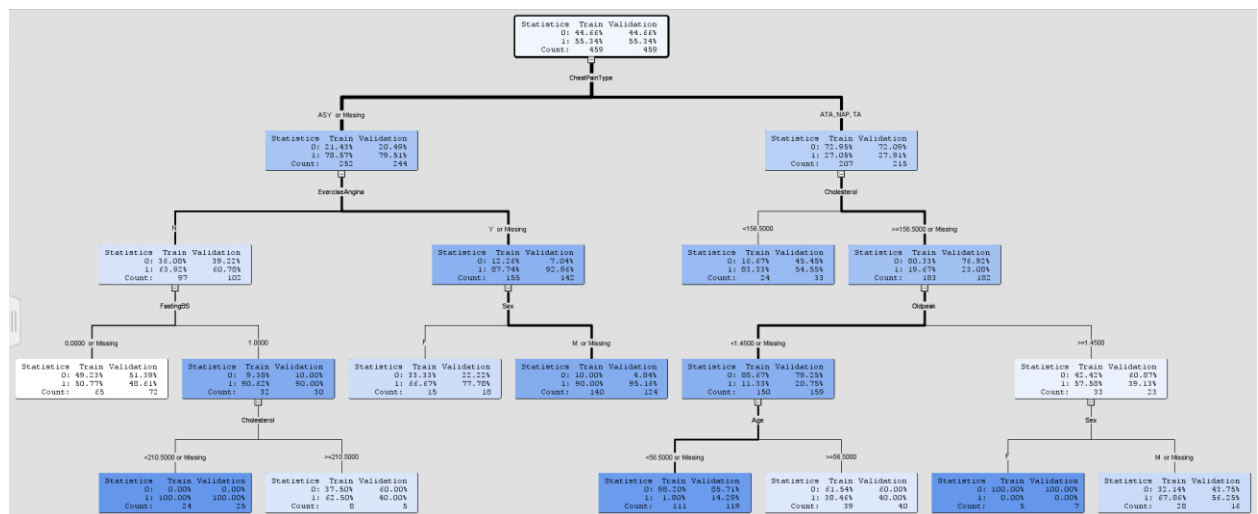 Statistics Train Validation
0: 44.66% 44.66%
1: 55.34% 55.34%
Count: 459 459
ChestPainType
ASY or Missing
ATA, NAP, TA
Statistics Train Validation
0: 21.43% 20.49%
1: 78.57% 79.51%
Count: 252 244
Statistics Train Validation
0: 72.95% 72.09%
1: 27.05% 27.91%
Count: 207 215
ExerciseAngina
Cholesterol
N
Y or Missing
<156.5000
>=156.5000 or Missing
Statistics Train Validation
0: 36.08% 39.22%
1: 63.92% 60.78%
Count: 97 102
Statistics Train Validation
0: 12.26% 7.04%
1: 87.74% 92.96%
Count: 155 142
Statistics Train Validation
0: 16.67% 45.45%
1: 83.33% 54.55%
Count: 24 33
Statistics Train Validation
0: 80.33% 76.92%
1: 19.67% 23.08%
Count: 183 182
FastingBS
Sex
Oldpeak
0.0000 or Missing
1.0000
F
M or Missing
<1.4500 or Missing
>=1.4500
Statistics Train Validation
0: 49.23% 51.39%
1: 50.77% 48.61%
Count: 65 72
Statistics Train Validation
0: 9.38% 10.00%
1: 90.62% 90.00%
Count: 32 30
Statistics Train Validation
0: 33.33% 22.22%
1: 66.67% 77.78%
Count: 15 18
Statistics Train Validation
0: 10.00% 4.84%
1: 90.00% 95.16%
Count: 140 124
Statistics Train Validation
0: 88.67% 79.25%
1: 11.33% 20.75%
Count: 150 159
Statistics Train Validation
0: 42.42% 60.87%
1: 57.58% 39.13%
Count: 33 23
Cholesterol
Age
Sex
<210.5000 or Missing
>=210.5000
<56.5000 or Missing
>=56.5000
F
M or Missing
Statistics Train Validation
0: 0.00% 0.00%
1: 100.00% 100.00%
Count: 24 25
Statistics Train Validation
0: 37.50% 60.00%
1: 62.50% 40.00%
Count: 8 5
Statistics Train Validation
0: 98.20% 85.71%
1: 1.80% 14.29%
Count: 111 119
Statistics Train Validation
0: 61.54% 60.00%
1: 38.46% 40.00%
Count: 39 40
Statistics Train Validation
0: 100.00% 100.00%
1: 0.00% 0.00%
Count: 5 7
Statistics Train Validation
0: 32.14% 43.75%
1: 67.86% 56.25%
Count: 28 16